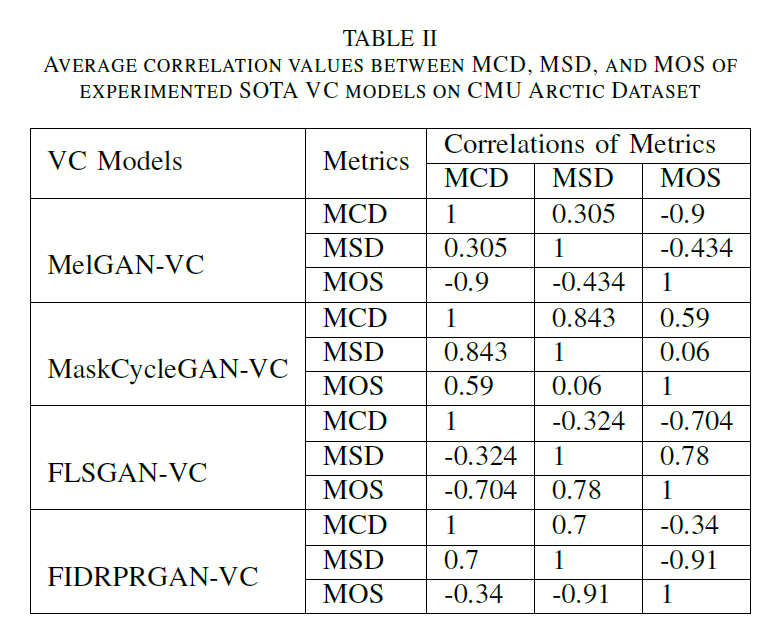 TABLE II
AVERAGE CORRELATION VALUES BETWEEN MCD, MSD, AND MOS OF
EXPERIMENTED SOTA VC MODELS ON CMU ARCTIC DATASET
VC Models Metrics Correlations of Metrics
MCD MSD MOS
MelGAN-VC
MCD 1 0.305 -0.9
MSD 0.305 1 -0.434
MOS -0.9 -0.434 1
MaskCycleGAN-VC
MCD 1 0.843 0.59
MSD 0.843 1 0.06
MOS 0.59 0.06 1
FLSGAN-VC
MCD 1 -0.324 -0.704
MSD -0.324 1 0.78
MOS -0.704 0.78 1
FIDRPRGAN-VC
MCD 1 0.7 -0.34
MSD 0.7 1 -0.91
MOS -0.34 -0.91 1